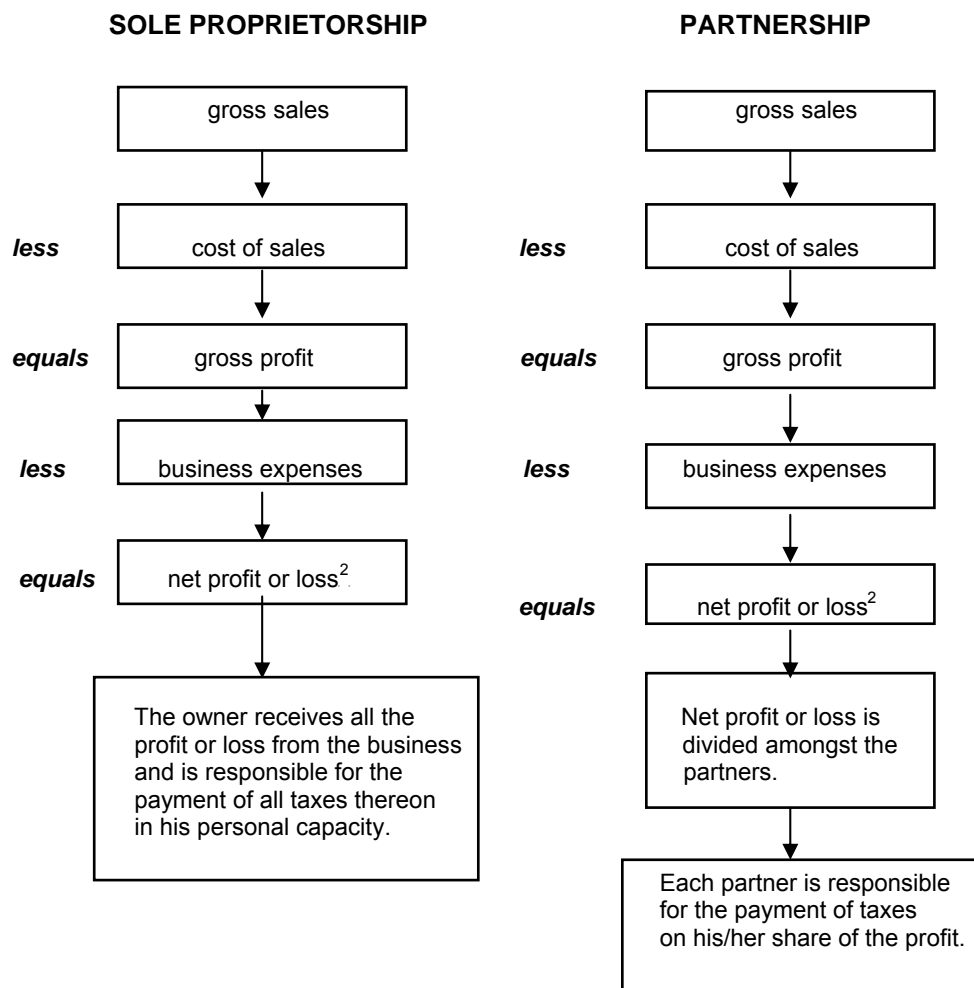 SOLE PROPRIETORSHIP
gross sales
less
cost of sales
equals
gross profit
less
business expenses
equals
net profit or loss².
The owner receives all the
profit or loss from the business
and is responsible for the
payment of all taxes thereon
in his personal capacity.
PARTNERSHIP
gross sales
less
cost of sales
equals
gross profit
less
business expenses
equals
net profit or loss²
Net profit or loss is
divided amongst the
partners.
Each partner is responsible
for the payment of taxes
on his/her share of the profit.